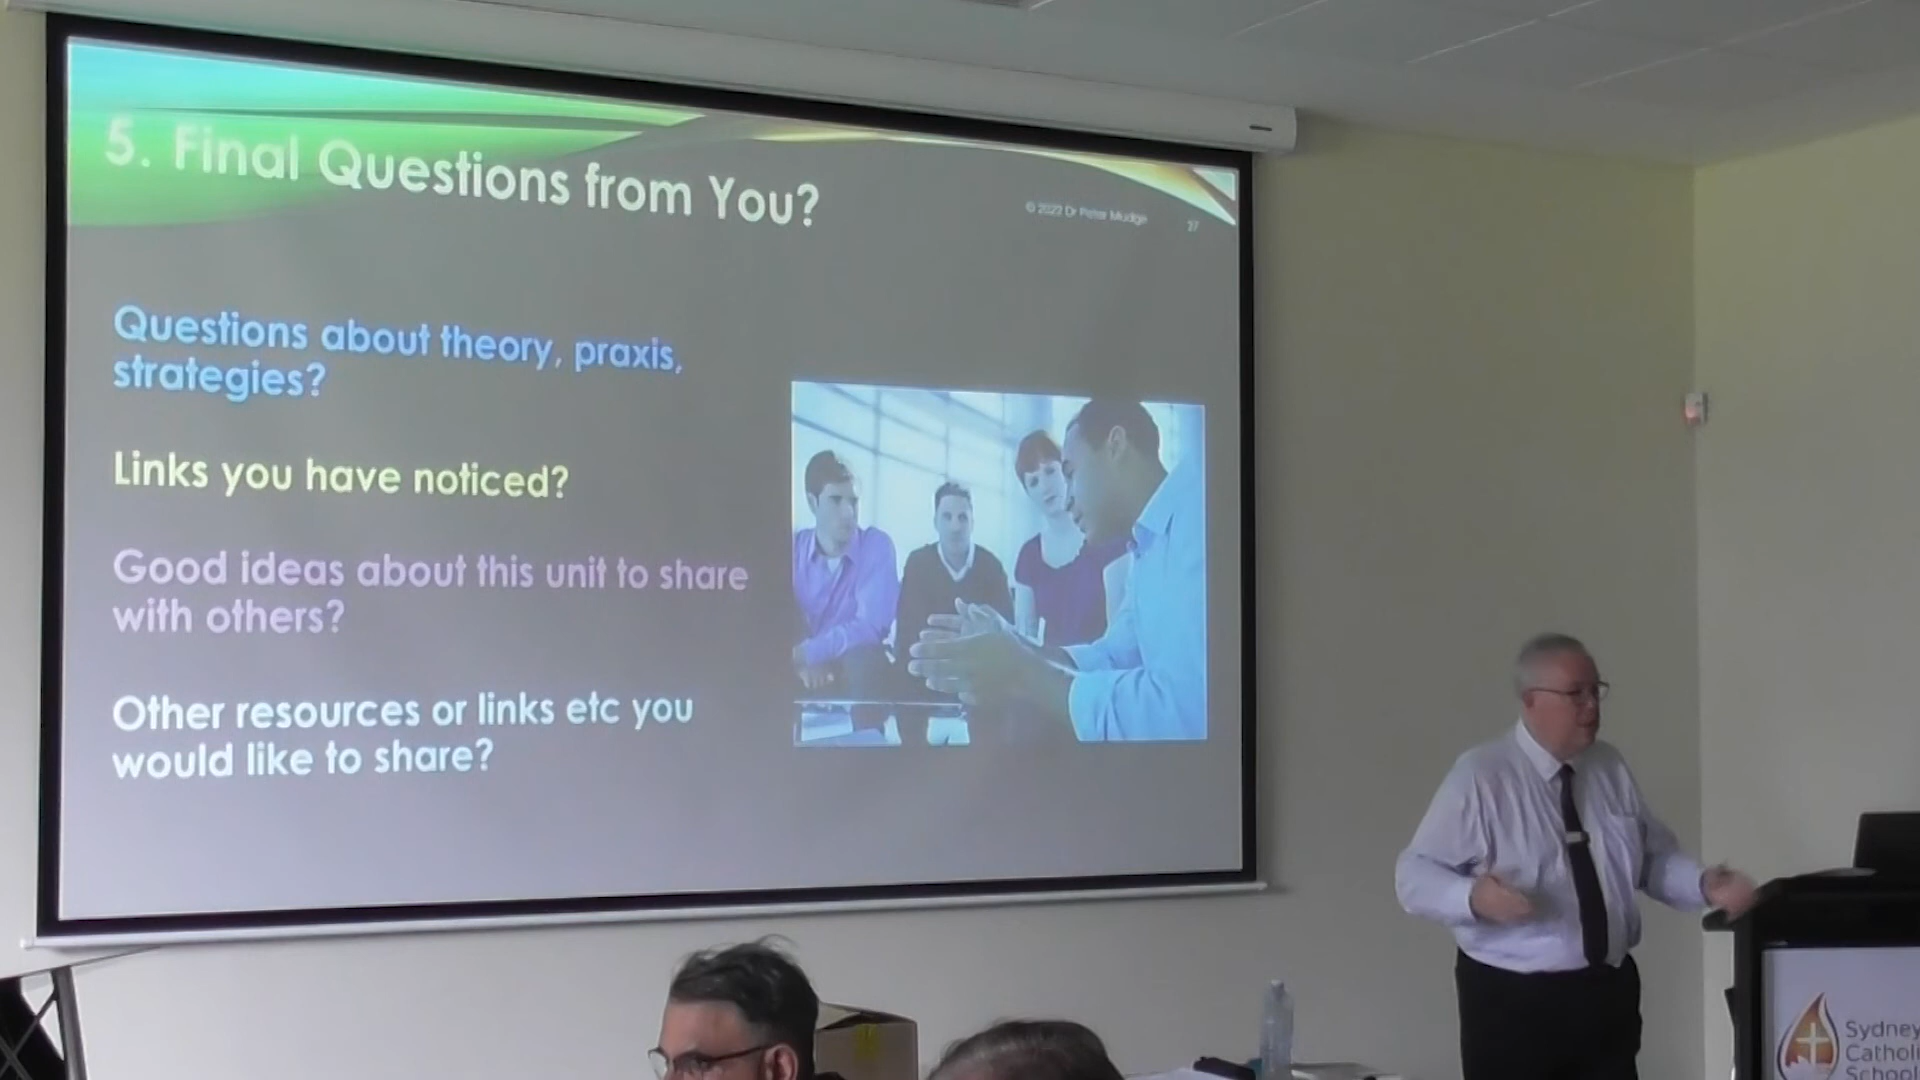 5. Final Questions from You?
© 2022 Dr Peter Mudge
27
Questions about theory, praxis,
strategies?
Links you have noticed?
Good ideas about this unit to share
with others?
Other resources or links etc you
would like to share?
Sydney
Catholi
School